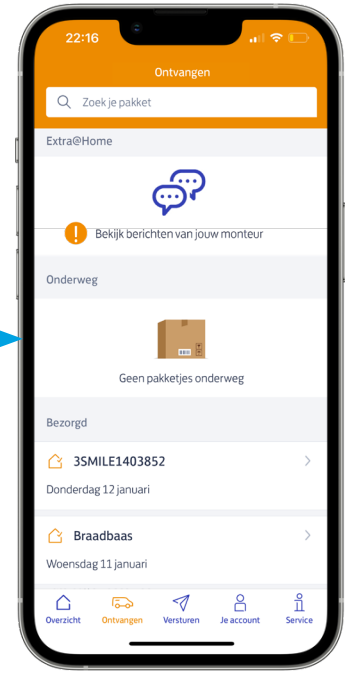 22:16
Ontvangen
Zoek je pakket
Extra@Home
Bekijk berichten van jouw monteur
Onderweg
Geen pakketjes onderweg
Bezorgd
3SMILE1403852
Donderdag 12 januari
Braadbaas
Woensdag 11 januari
Overzicht Ontvangen Versturen Je account Service